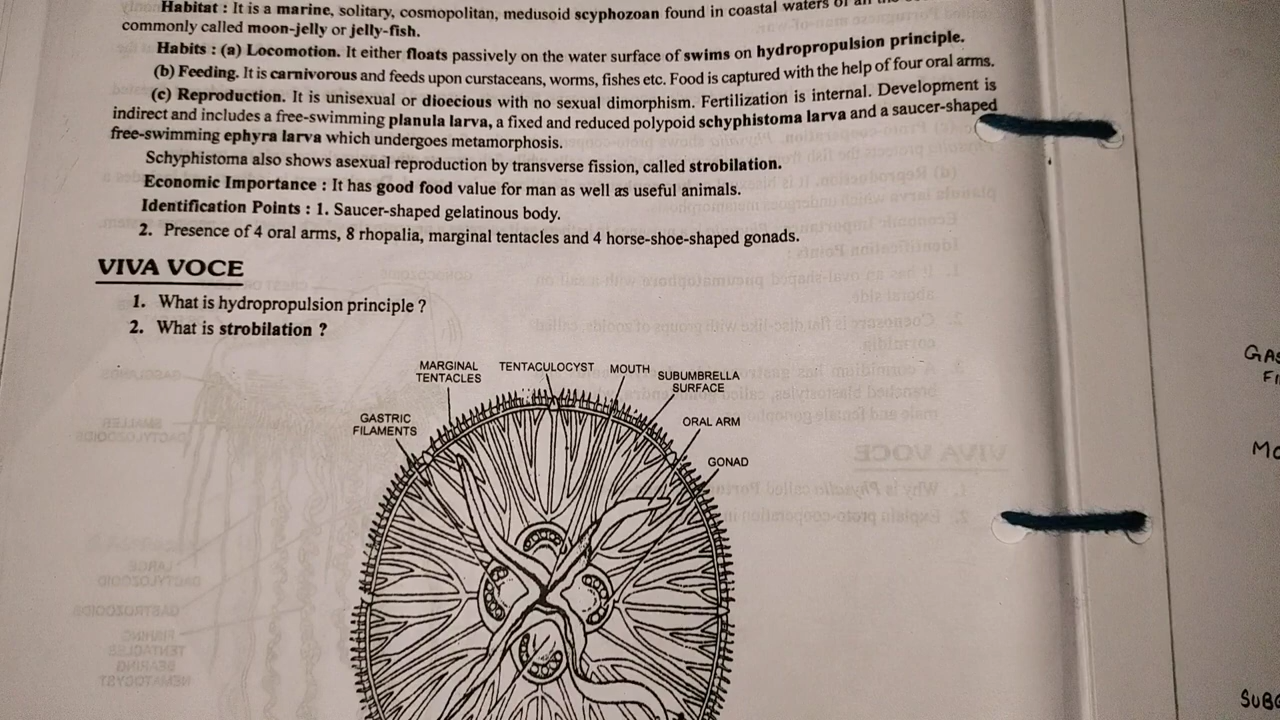 Habitat : It is a marine, solitary, cosmopolitan, medusoid scyphozoan found in coastal waters of all the
commonly called moon-jelly or jelly-fish.
Habits : (a) Locomotion. It either floats passively on the water surface of swims on hydropropulsion principle.
(b) Feeding. It is carnivorous and feeds upon curstaceans, worms, fishes etc. Food is captured with the help of four oral arms.
(c) Reproduction. It is unisexual or dioecious with no sexual dimorphism. Fertilization is internal. Development is
indirect and includes a free-swimming planula larva, a fixed and reduced polypoid schyphistoma larva and a saucer-shaped
free-swimming ephyra larva which undergoes metamorphosis.
Schyphistoma also shows asexual reproduction by transverse fission, called strobilation.
Economic Importance : It has good food value for man as well as useful animals.
Identification Points : 1. Saucer-shaped gelatinous body.
2. Presence of 4 oral arms, 8 rhopalia, marginal tentacles and 4 horse-shoe-shaped gonads.
VIVA VOCE
1. What is hydropropulsion principle ?
2. What is strobilation ?
MARGINAL
TENTACLES
TENTACULOCYST
MOUTH
SUBUMBRELLA
SURFACE
GASTRIC
FILAMENTS
ORAL ARM
GONAD
GAS
FI
MO
SUBG